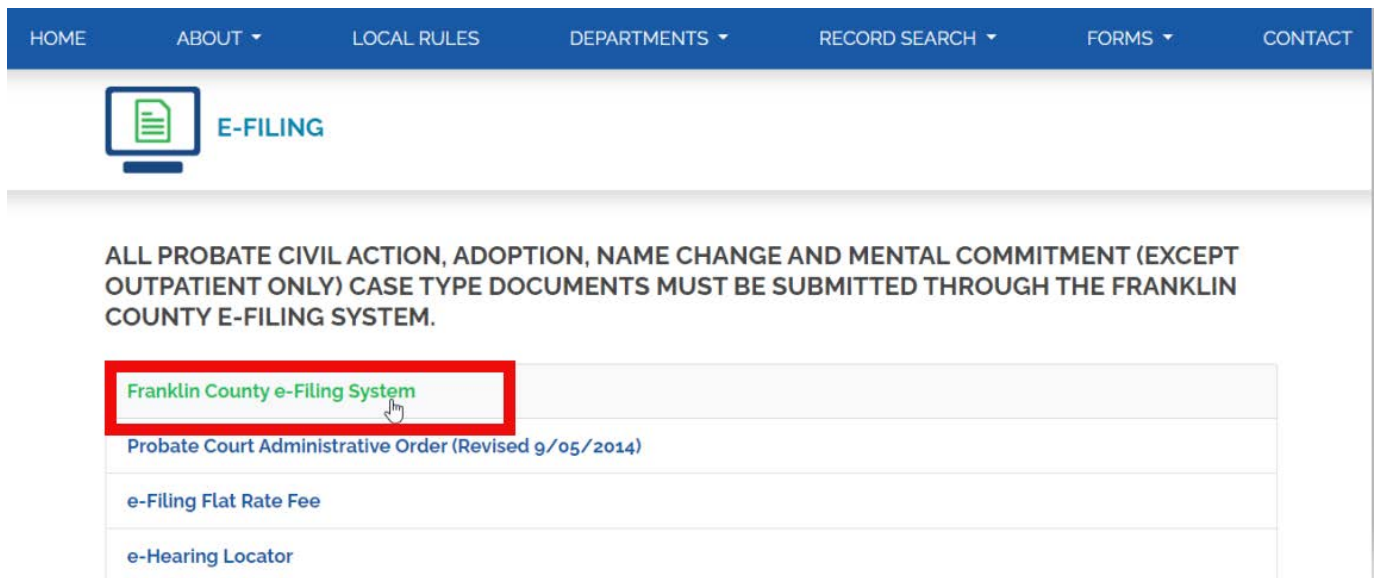 HOME ABOUT LOCAL RULES DEPARTMENTS RECORD SEARCH FORMS CONTACT
E-FILING
ALL PROBATE CIVIL ACTION, ADOPTION, NAME CHANGE AND MENTAL COMMITMENT (EXCEPT
OUTPATIENT ONLY) CASE TYPE DOCUMENTS MUST BE SUBMITTED THROUGH THE FRANKLIN
COUNTY E-FILING SYSTEM.
Franklin County e-Filing System
Probate Court Administrative Order (Revised 9/05/2014)
e-Filing Flat Rate Fee
e-Hearing Locator